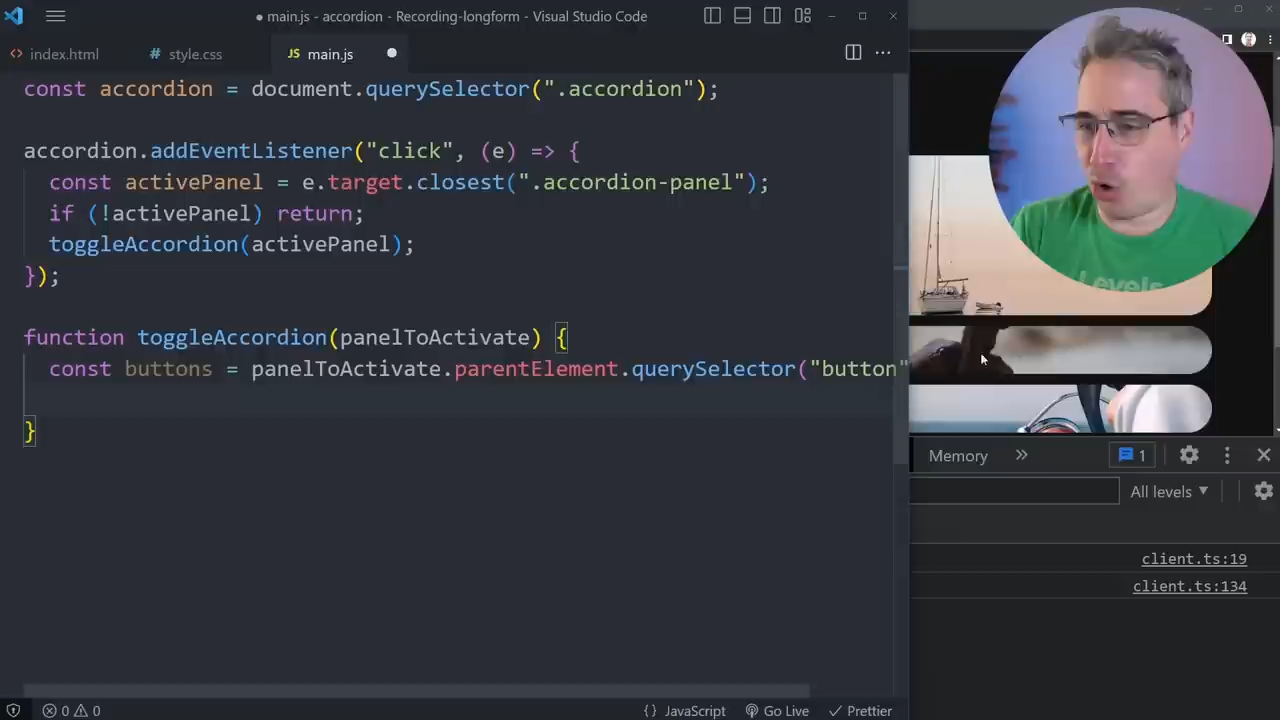 ● main.js - accordion - Recording-longform - Visual Studio Code
<> index.html # style.css JS main.js ●
const accordion = document.querySelector(".accordion");
accordion.addEventListener("click", (e) => {
const activePanel = e.target.closest(".accordion-panel");
if (!activePanel) return;
toggleAccordion(activePanel);
});
function toggleAccordion(panelToActivate) {
const buttons = panelToActivate.parentElement.querySelector("button"
}
Levels
Memory » 1
All levels ▼
client.ts:19
client.ts:134
0 0 {} JavaScript Go Live Prettier